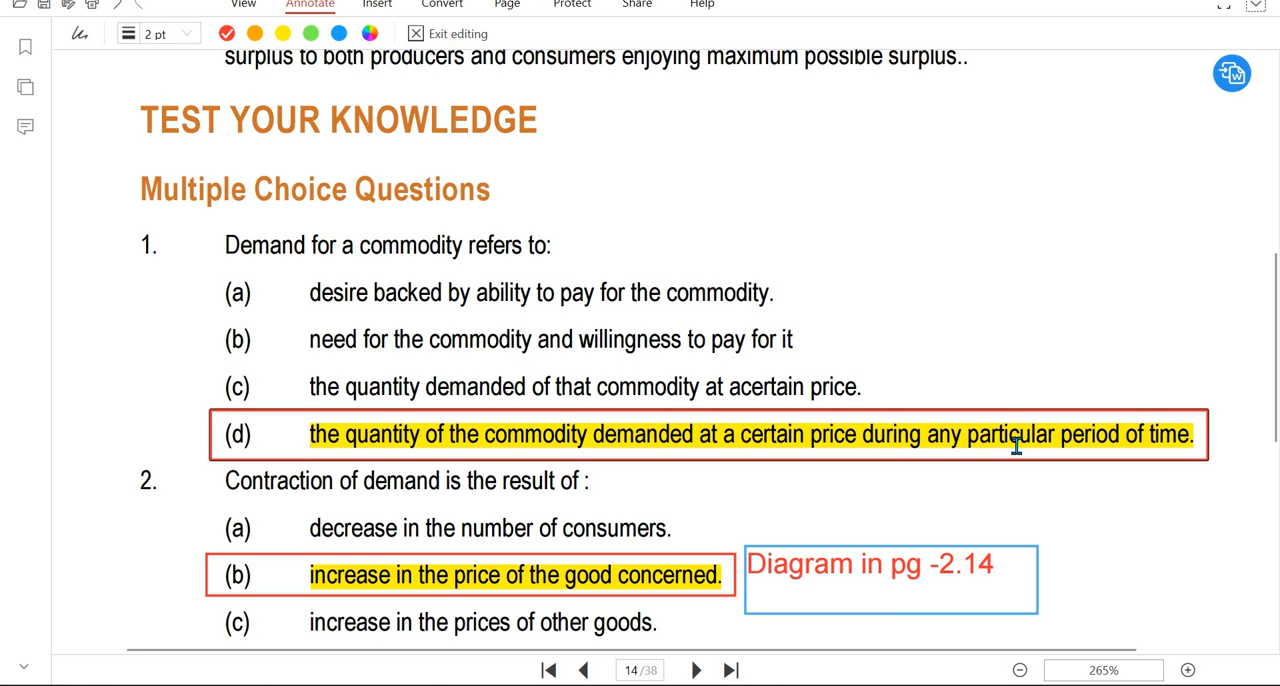 View Annotate Insert Convert Page Protect Share Help
2 pt Exit editing
surplus to both producers and consumers enjoying maximum possible surplus..
TEST YOUR KNOWLEDGE
Multiple Choice Questions
1. Demand for a commodity refers to:
(a) desire backed by ability to pay for the commodity.
(b) need for the commodity and willingness to pay for it
(c) the quantity demanded of that commodity at acertain price.
(d) the quantity of the commodity demanded at a certain price during any particular period of time.
2. Contraction of demand is the result of :
(a) decrease in the number of consumers.
(b) increase in the price of the good concerned. Diagram in pg -2.14
(c) increase in the prices of other goods.
14/38 265%